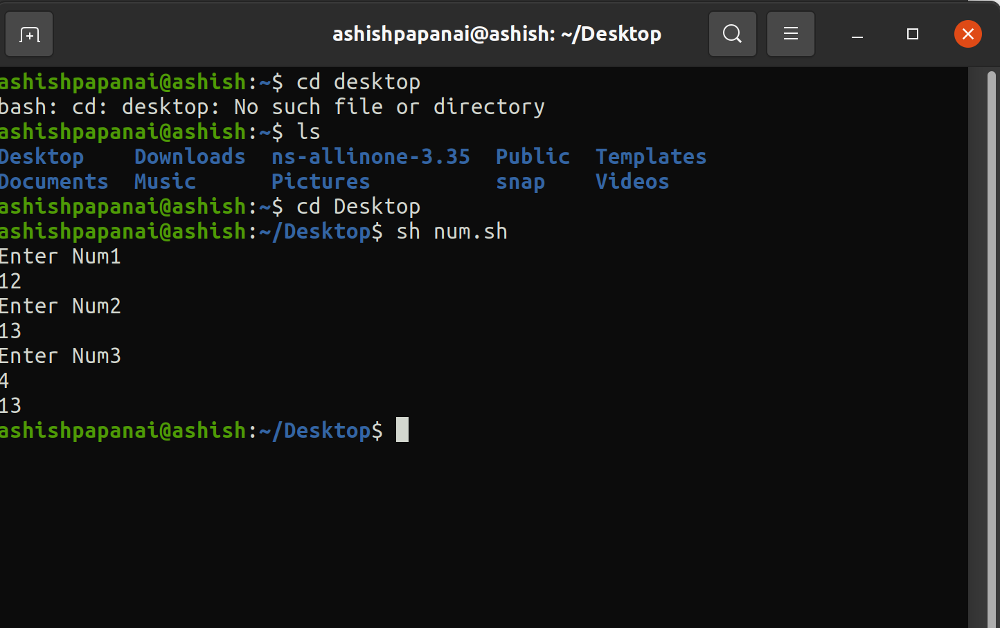 ashishpapanai@ashish: ~/Desktop
ashishpapanai@ashish:~$ cd desktop
bash: cd: desktop: No such file or directory
ashishpapanai@ashish:~$ ls
Desktop    Downloads  ns-allinone-3.35  Public  Templates
Documents  Music      Pictures          snap    Videos
ashishpapanai@ashish:~$ cd Desktop
ashishpapanai@ashish:~/Desktop$ sh num.sh
Enter Num1
12
Enter Num2
13
Enter Num3
4
13
ashishpapanai@ashish:~/Desktop$